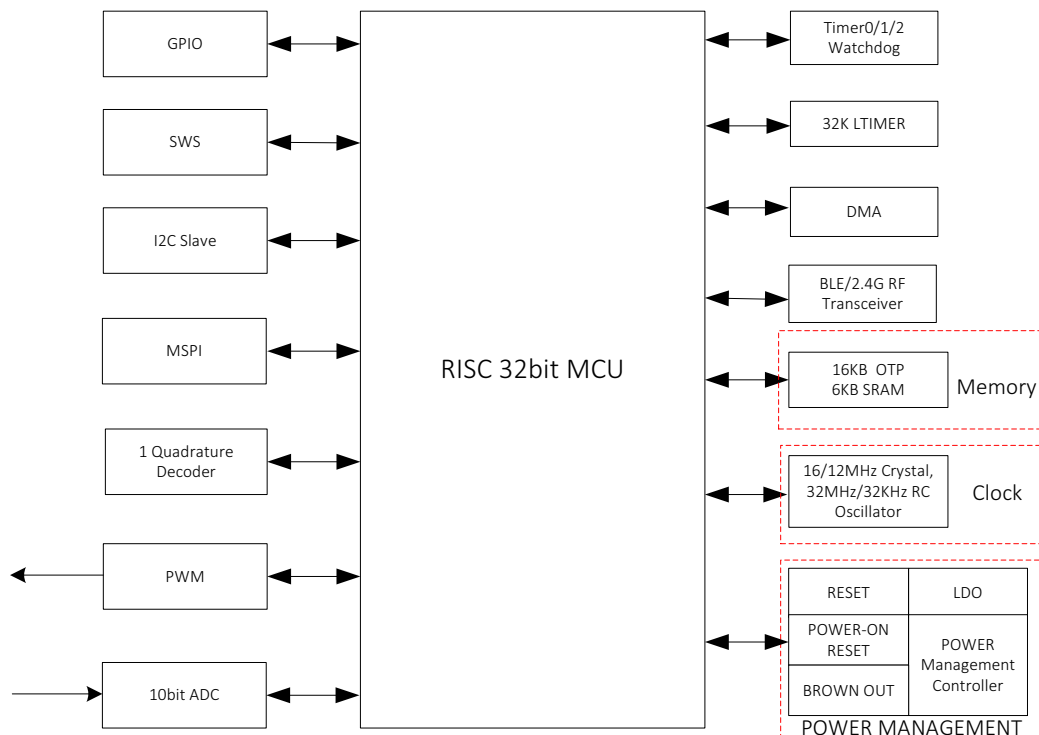 GPIO
SWS
I2C Slave
MSPI
1 Quadrature
Decoder
PWM
10bit ADC
RISC 32bit MCU
Timer0/1/2
Watchdog
32K LTIMER
DMA
BLE/2.4G RF
Transceiver
16KB OTP
6KB SRAM
Memory
16/12MHz Crystal,
32MHz/32KHz RC
Oscillator
Clock
RESET
LDO
POWER-ON
RESET
POWER
Management
Controller
BROWN OUT
POWER MANAGEMENT